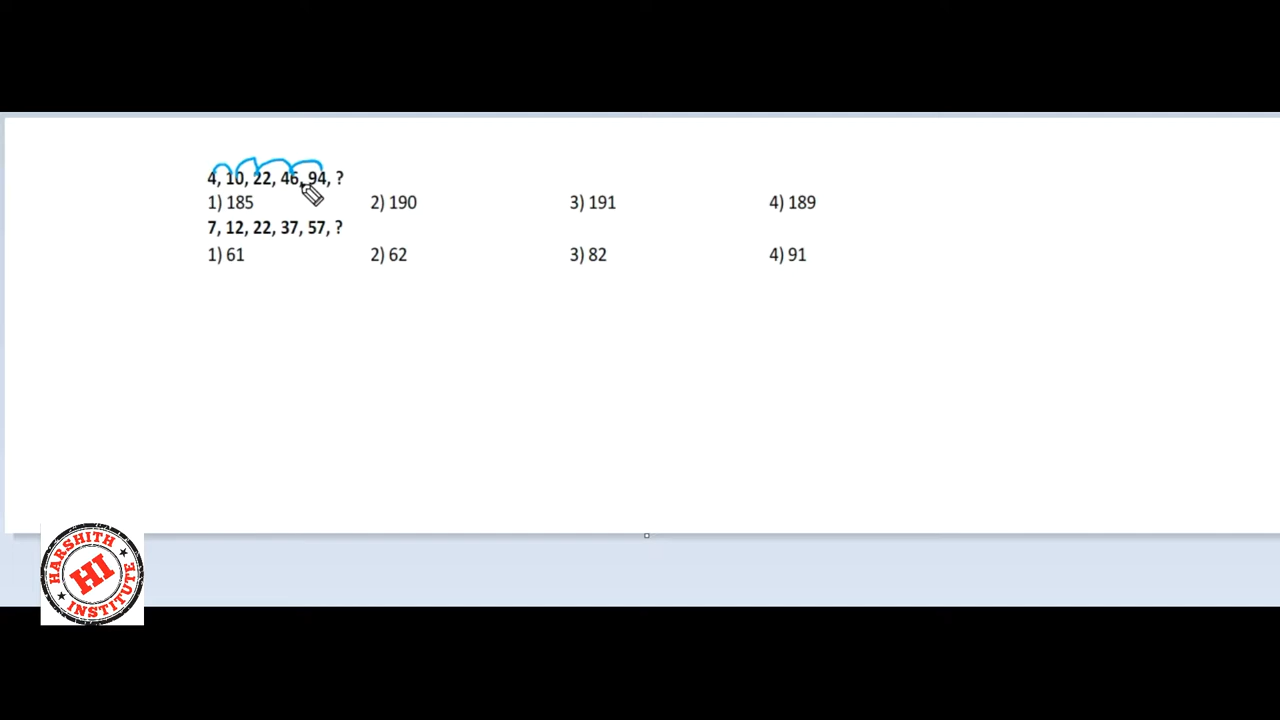 4, 10, 22, 46, 94, ?
1) 185 2) 190 3) 191 4) 189
7, 12, 22, 37, 57, ?
1) 61 2) 62 3) 82 4) 91
HARSHITH
HI
INSTITUTE